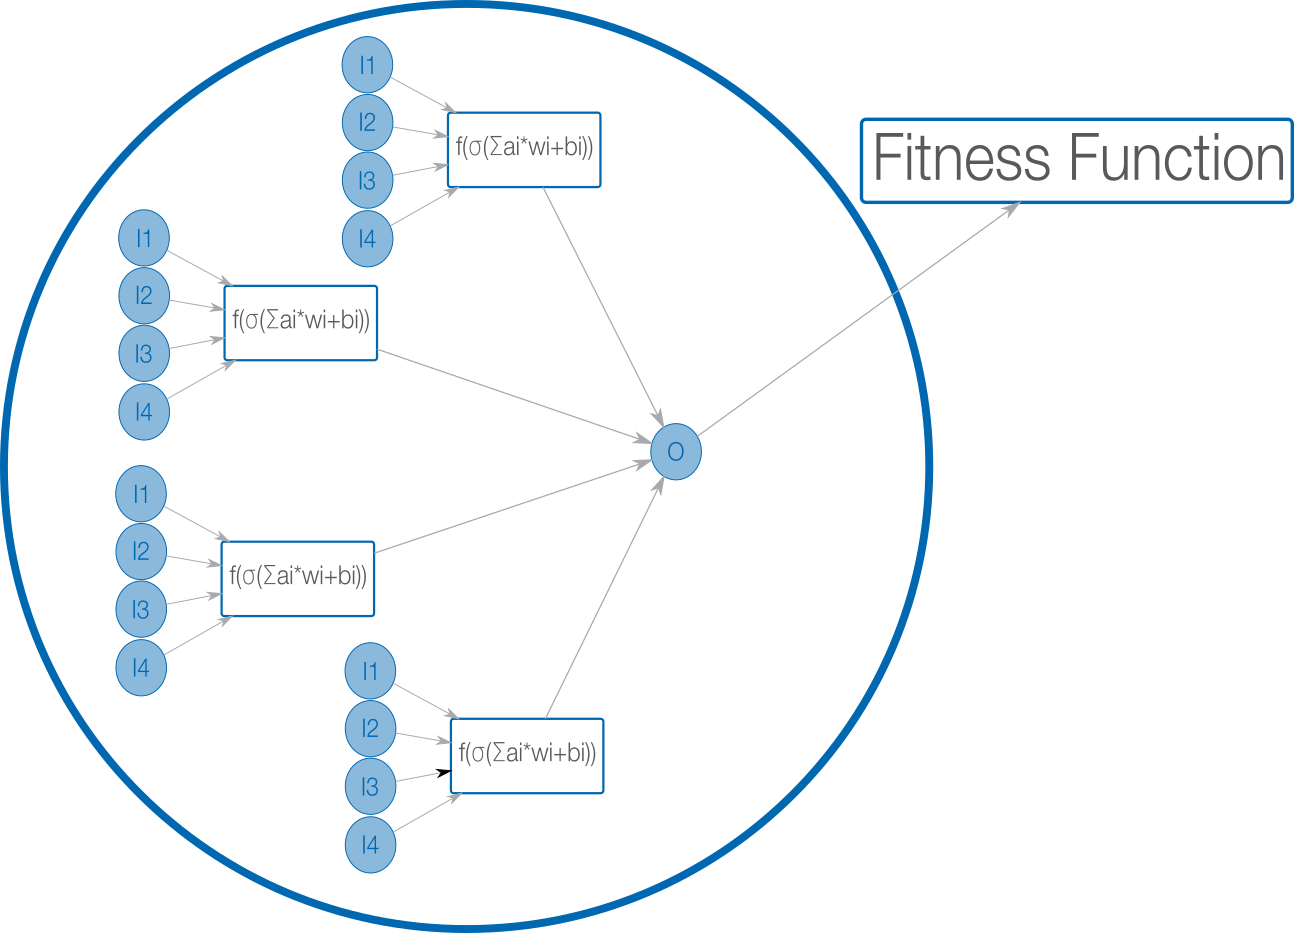 I1
I2
I3
I4
f(σ(Σai*wi+bi))
Fitness Function
I1
I2
I3
I4
f(σ(Σai*wi+bi))
O
I1
I2
I3
I4
f(σ(Σai*wi+bi))
I1
I2
I3
I4
f(σ(Σai*wi+bi))